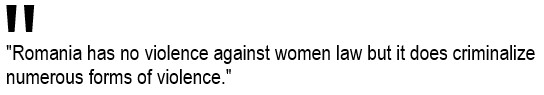 "
"Romania has no violence against women law but it does criminalize
numerous forms of violence."